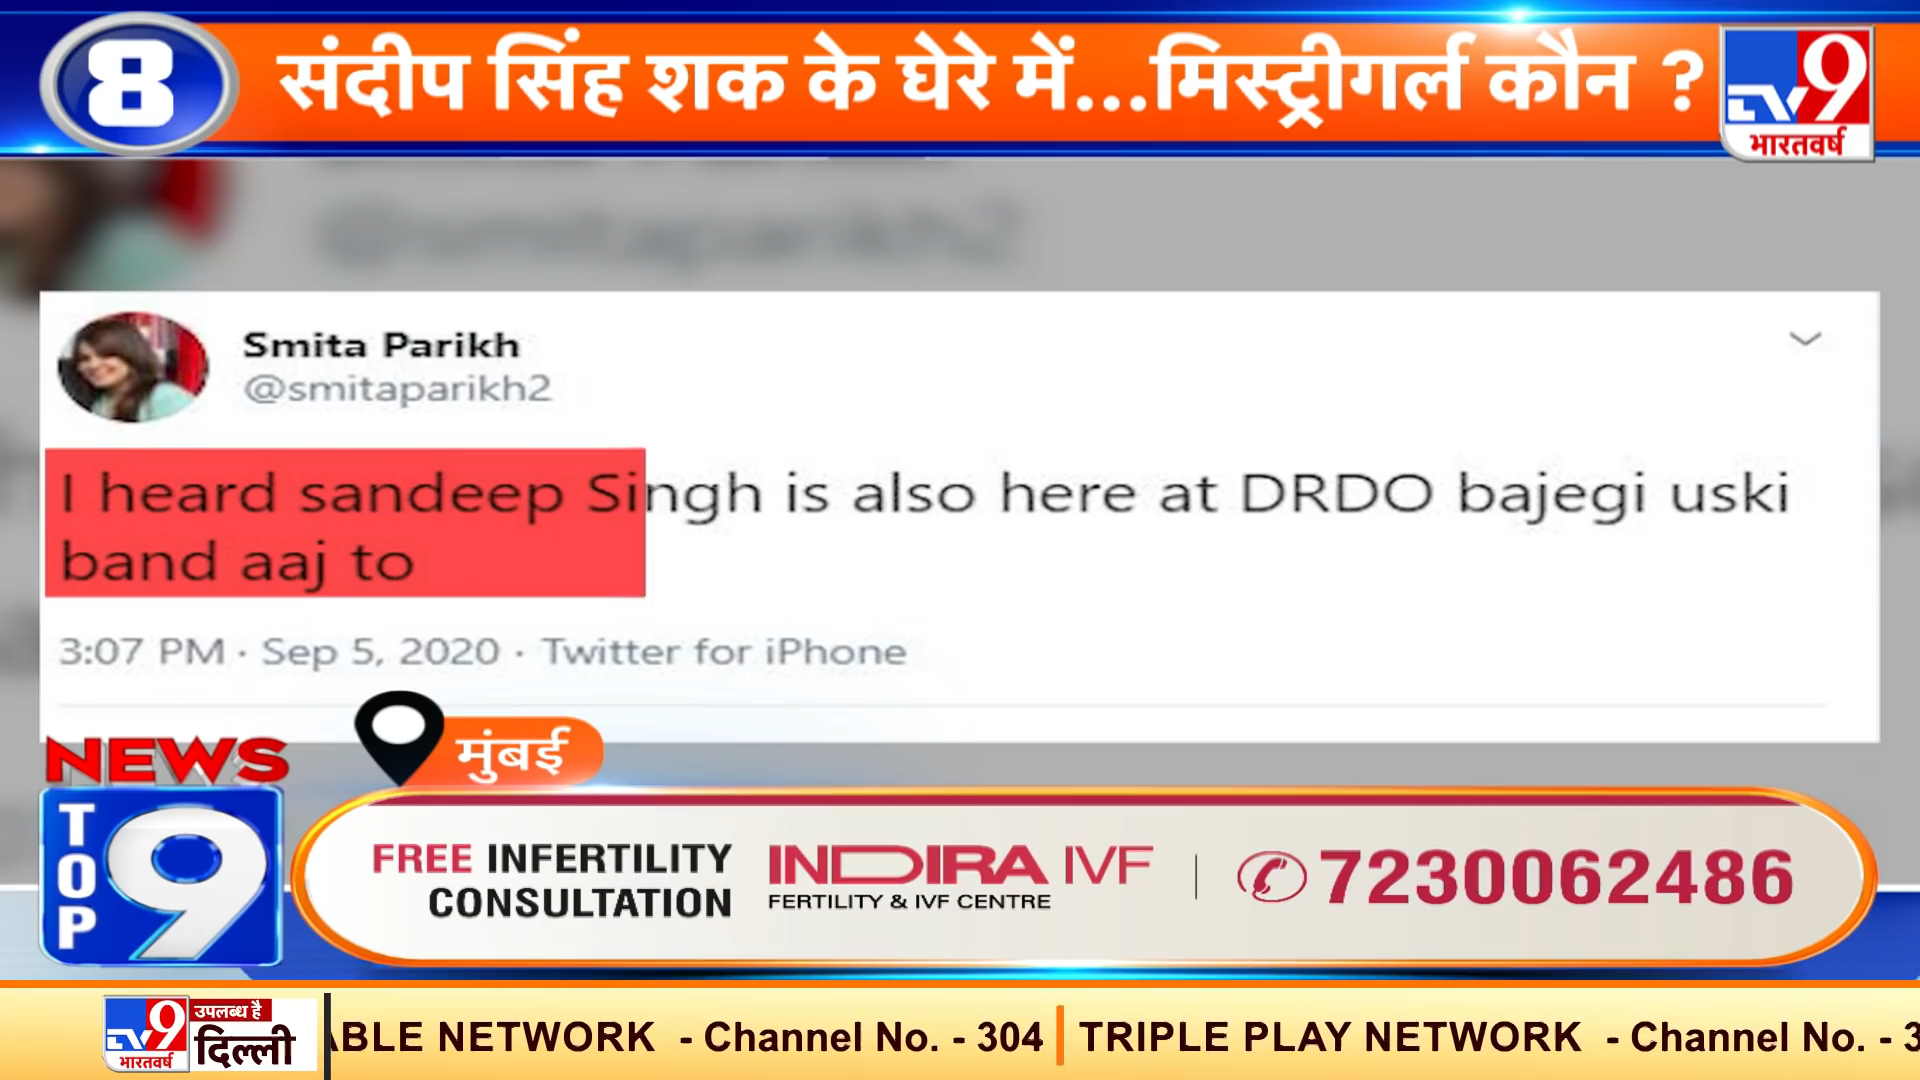 8
संदीप सिंह शक के घेरे में...मिस्ट्रीगर्ल कौन ?
TV9
भारतवर्ष
@smitaparikh2
Smita Parikh
@smitaparikh2
I heard sandeep Singh is also here at DRDO bajegi uski
band aaj to
3:07 PM · Sep 5, 2020 · Twitter for iPhone
मुंबई
NEWS
TOP
9
FREE INFERTILITY
CONSULTATION
INDIRA IVF
FERTILITY & IVF CENTRE
7230062486
TV9
भारतवर्ष
उपलब्ध है
दिल्ली
ABLE NETWORK - Channel No. - 304
TRIPLE PLAY NETWORK - Channel No. - 3